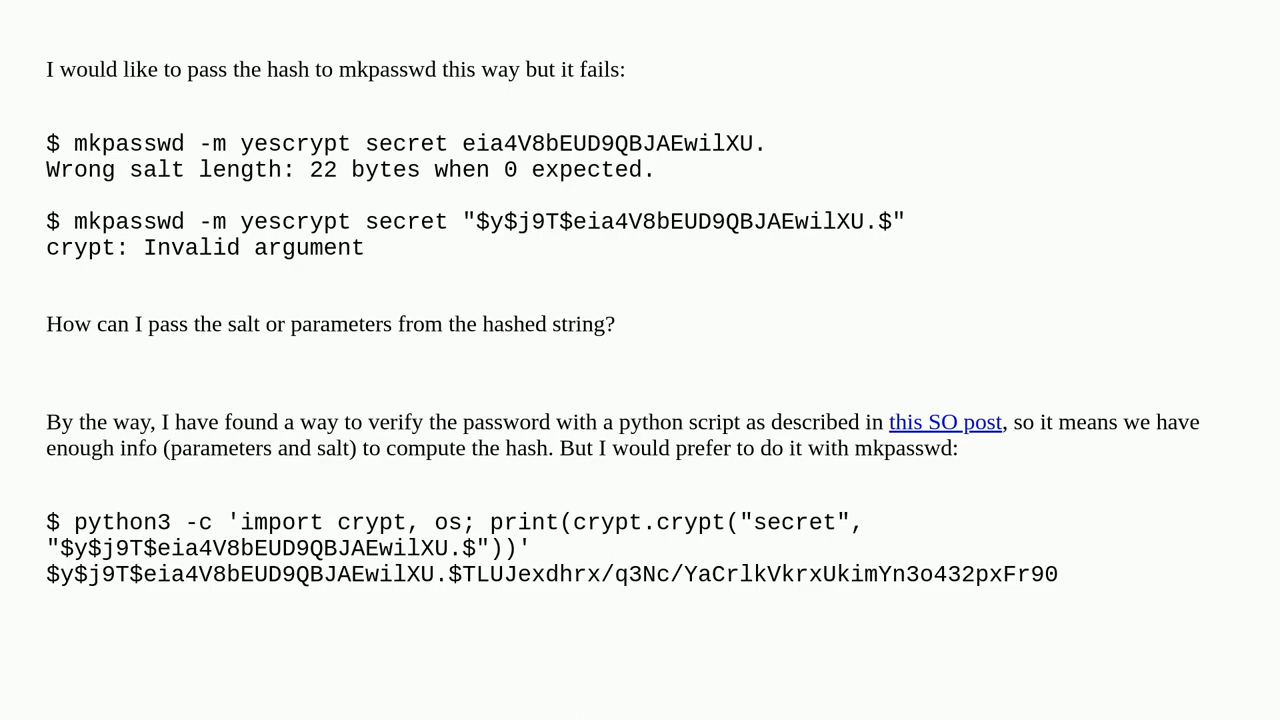 I would like to pass the hash to mkpasswd this way but it fails:
$ mkpasswd -m yescrypt secret eia4V8bEUD9QBJAEwilXU.
Wrong salt length: 22 bytes when 0 expected.
$ mkpasswd -m yescrypt secret "$y$j9T$eia4V8bEUD9QBJAEwilXU.$"
crypt: Invalid argument
How can I pass the salt or parameters from the hashed string?
By the way, I have found a way to verify the password with a python script as described in this SO post, so it means we have
enough info (parameters and salt) to compute the hash. But I would prefer to do it with mkpasswd:
$ python3 -c 'import crypt, os; print(crypt.crypt("secret",
"$y$j9T$eia4V8bEUD9QBJAEwilXU.$"))'
$y$j9T$eia4V8bEUD9QBJAEwilXU.$TLUJexdhrx/q3Nc/YaCrlkVkrxUkimYn3o432pxFr90